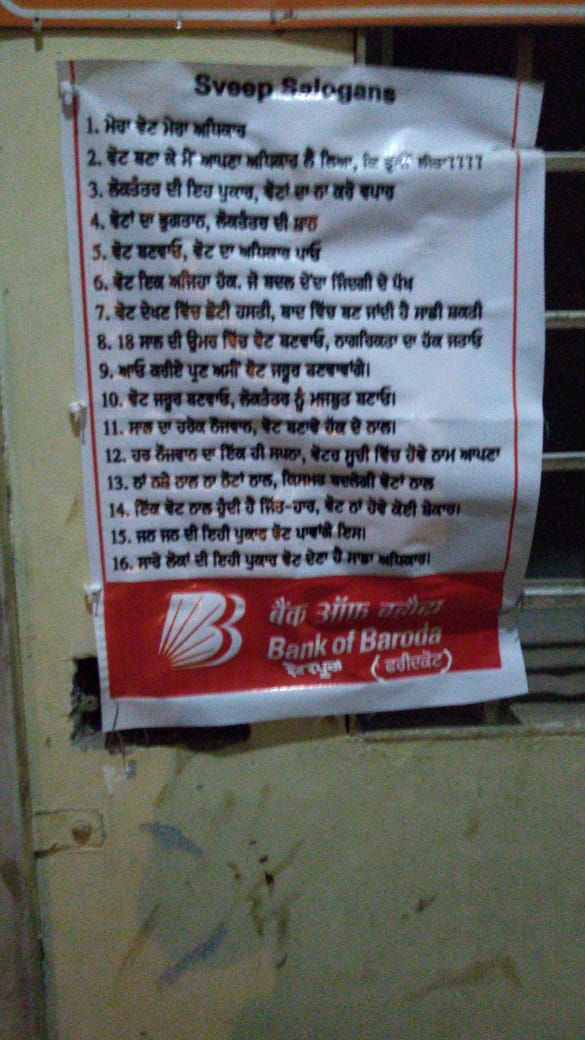 Sveep Salogans
1. ਮੇਰਾ ਵੋਟ ਮੇਰਾ ਅਧਿਕਾਰ
2. ਵੋਟ ਬਣਾ ਕੇ ਮੈਂ ਆਪਣਾ ਅਧਿਕਾਰ ਲੈ ਲਿਆ, ਕਿ ਤੁਸੀਂ ਲੀਤਾ????
3. ਲੋਕਤੰਤਰ ਦੀ ਇਹ ਪੁਕਾਰ, ਵੋਟਾਂ ਦਾ ਨਾ ਕਰੋ ਵਪਾਰ
4. ਵੋਟਾਂ ਦਾ ਭੁਗਤਾਨ, ਲੋਕਤੰਤਰ ਦੀ ਸ਼ਾਨ
5. ਵੋਟ ਬਣਵਾਓ, ਵੋਟ ਦਾ ਅਧਿਕਾਰ ਪਾਓ
6. ਵੋਟ ਇਕ ਅਜਿਹਾ ਹੱਕ, ਜੋ ਬਦਲ ਦੇਂਦਾ ਜ਼ਿੰਦਗੀ ਦੇ ਪੱਖ
7. ਵੋਟ ਦੇਖਣ ਵਿੱਚ ਛੋਟੀ ਹਸਤੀ, ਬਾਦ ਵਿੱਚ ਬਣ ਜਾਂਦੀ ਹੈ ਸਾਡੀ ਸ਼ਕਤੀ
8. 18 ਸਾਲ ਦੀ ਉਮਰ ਵਿੱਚ ਵੋਟ ਬਣਵਾਓ, ਨਾਗਰਿਕਤਾ ਦਾ ਹੱਕ ਜਤਾਓ
9. ਆਓ ਕਰੀਏ ਪ੍ਰਣ ਅਸੀਂ ਵੋਟ ਜਰੂਰ ਬਣਵਾਵਾਂਗੇ।
10. ਵੋਟ ਜਰੂਰ ਬਣਵਾਓ, ਲੋਕਤੰਤਰ ਨੂੰ ਮਜਬੂਤ ਬਣਾਓ।
11. ਸਾਲ ਦਾ ਹਰੇਕ ਨੌਜਵਾਨ, ਵੋਟ ਬਣਾਵੇ ਹੱਕ ਦੇ ਨਾਲ।
12. ਹਰ ਨੌਜਵਾਨ ਦਾ ਇੱਕ ਹੀ ਸਪਨਾ, ਵੋਟਰ ਸੂਚੀ ਵਿੱਚ ਹੋਵੇ ਨਾਮ ਆਪਣਾ
13. ਨਾਂ ਨਸ਼ੇ ਨਾਲ ਨਾ ਨੋਟਾਂ ਨਾਲ, ਕਿਸਮਤ ਬਦਲੇਗੀ ਵੋਟਾਂ ਨਾਲ
14. ਇੱਕ ਵੋਟ ਨਾਲ ਹੁੰਦੀ ਹੈ ਜਿੱਤ-ਹਾਰ, ਵੋਟ ਨਾਂ ਹੋਵੇ ਕੋਈ ਬੇਕਾਰ।
15. ਜਨ ਜਨ ਦੀ ਇਹੀ ਪੁਕਾਰ ਵੋਟ ਪਾਵਾਂਗੇ ਇਸ।
16. ਸਾਰੇ ਲੋਕਾਂ ਦੀ ਇਹੀ ਪੁਕਾਰ ਵੋਟ ਦੇਣਾ ਹੈ ਸਾਡਾ ਅਧਿਕਾਰ।
बैंक ऑफ़ बड़ौदा
Bank of Baroda
(ਫਰੀਦਕੋਟ)